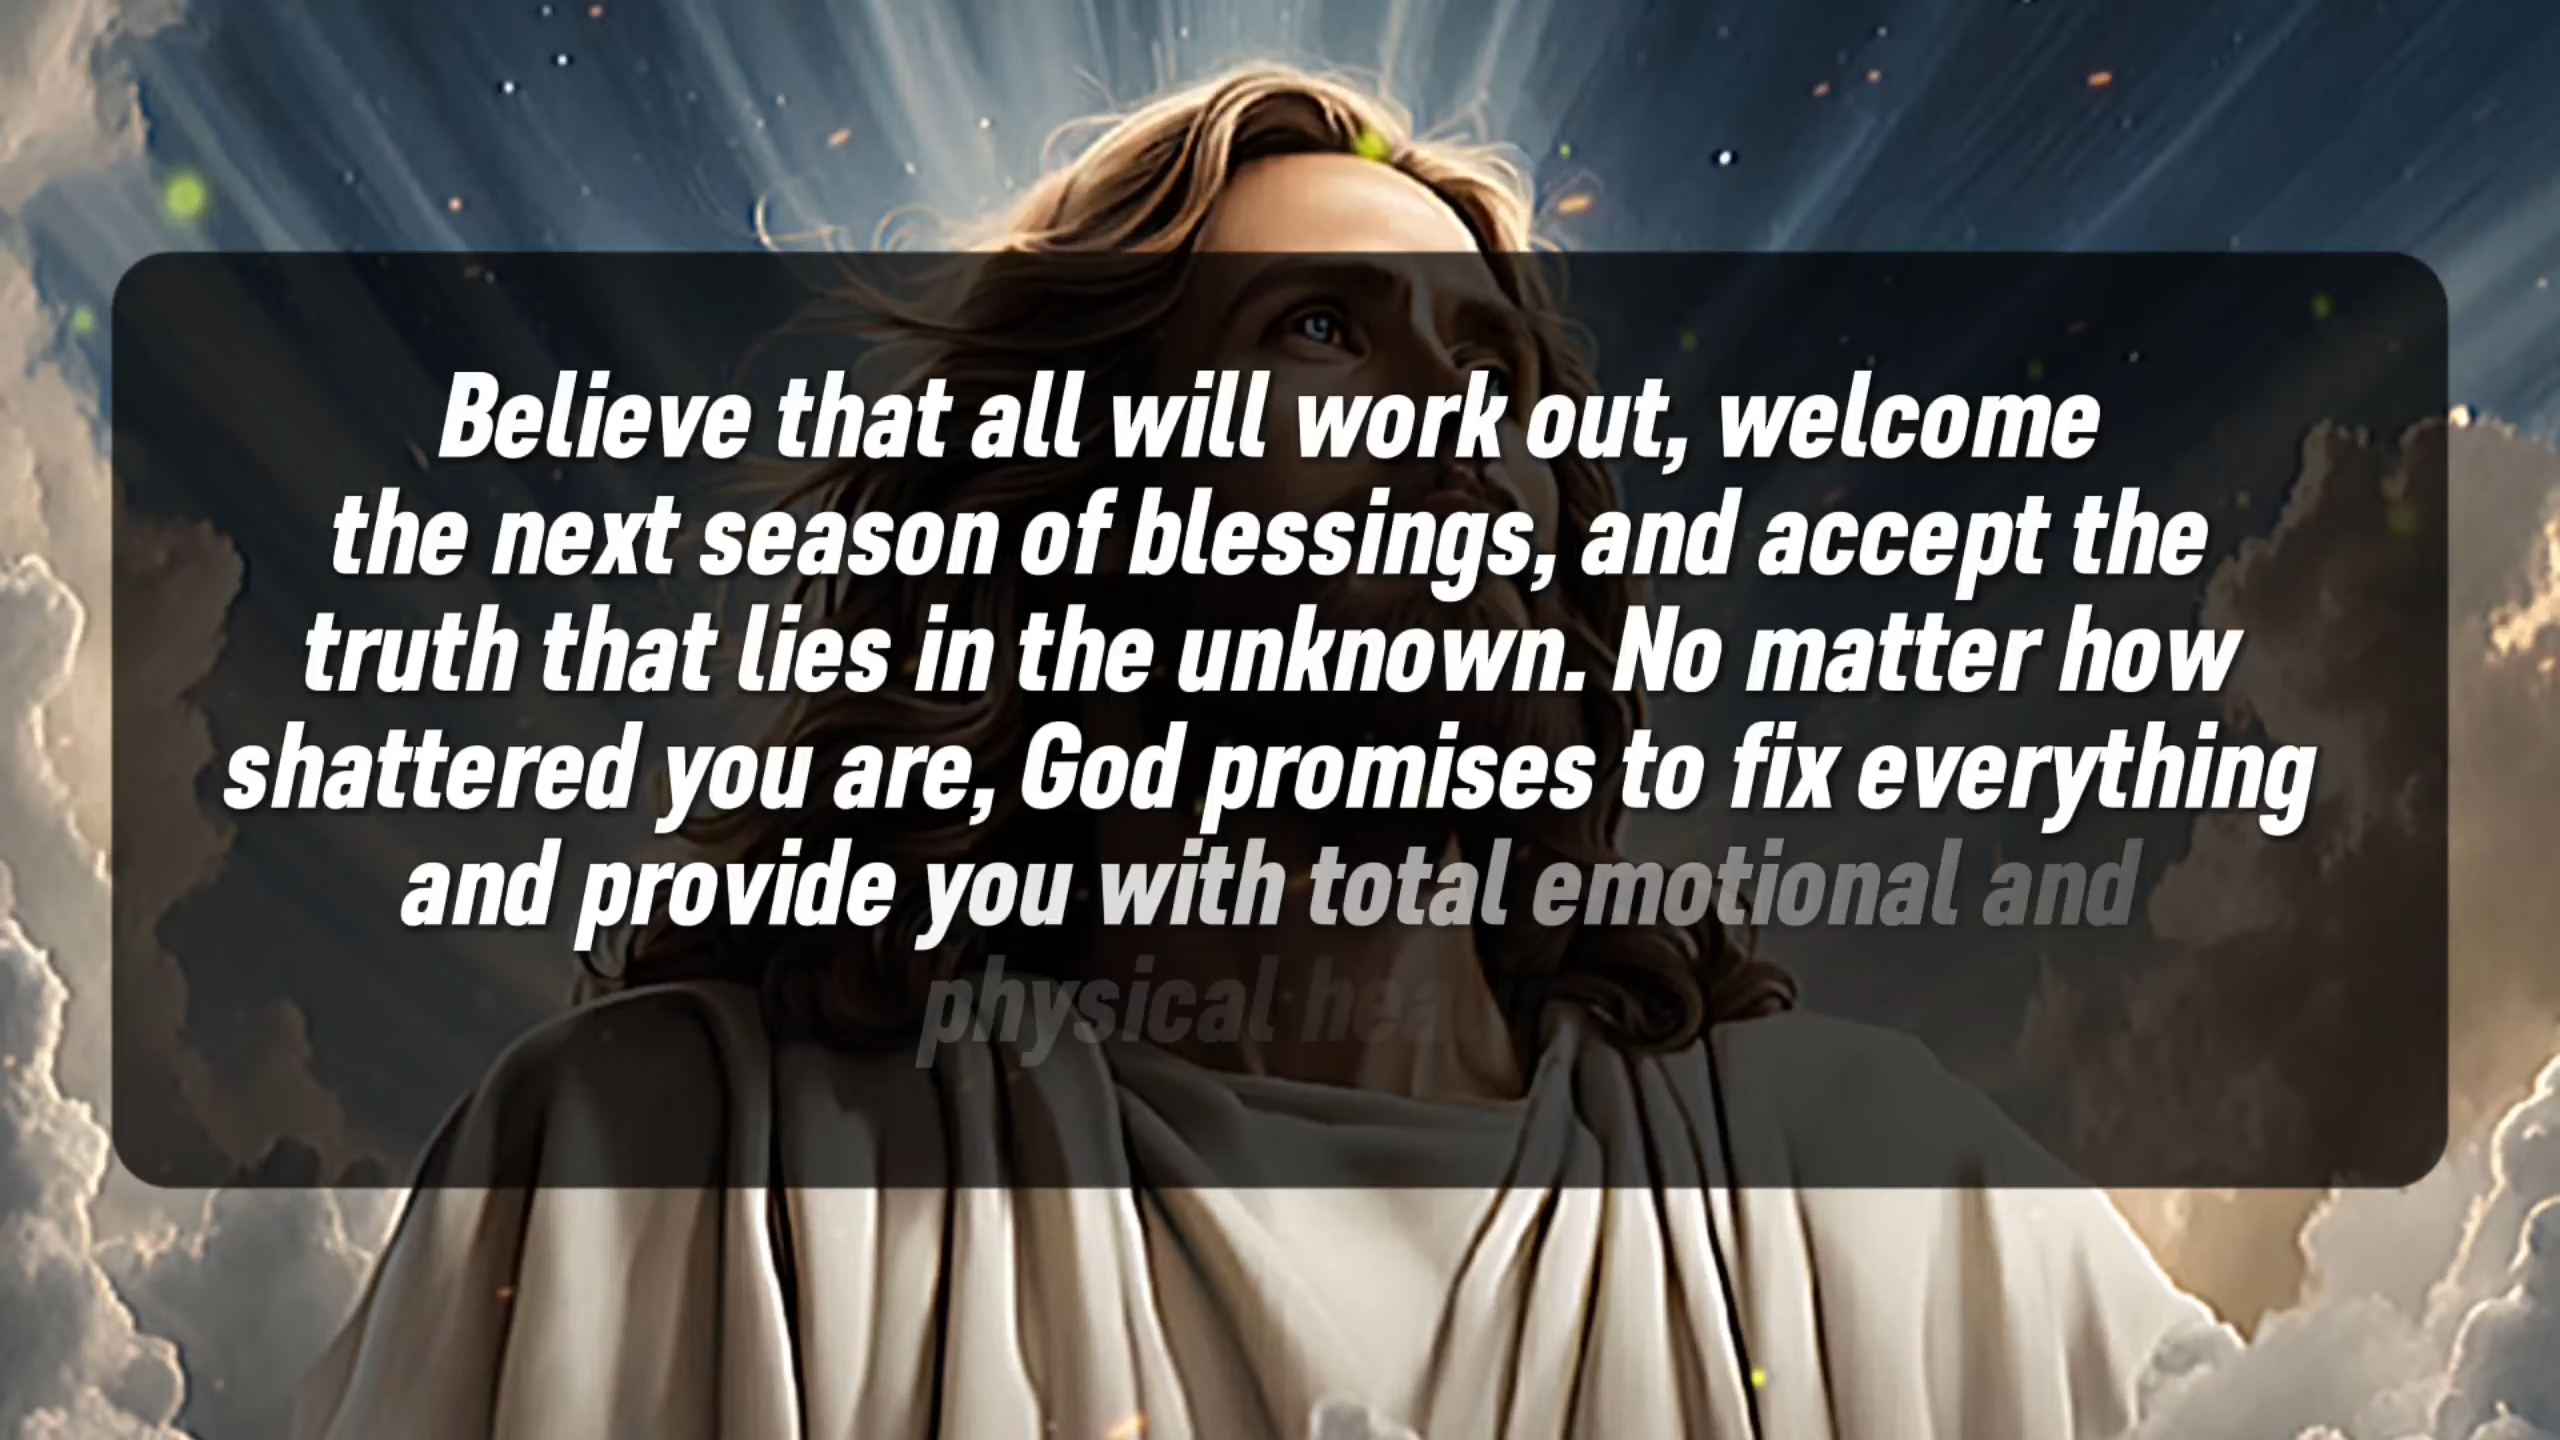 Believe that all will work out, welcome
the next season of blessings, and accept the
truth that lies in the unknown. No matter how
shattered you are, God promises to fix everything
and provide you with total emotional and
physical